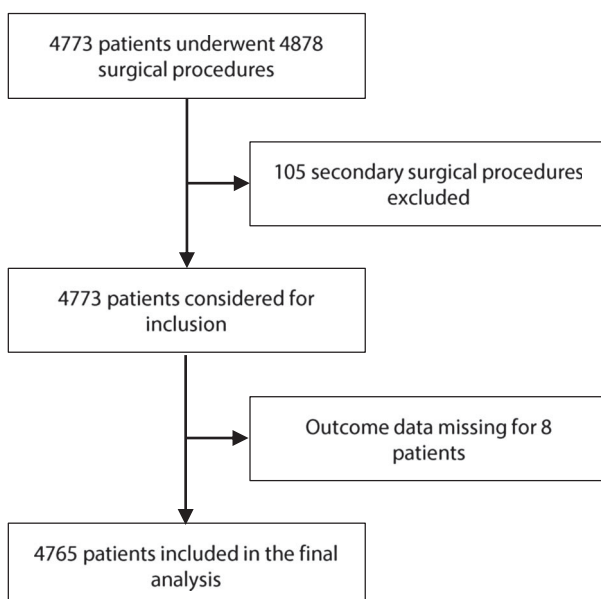 4773 patients underwent 4878
surgical procedures
105 secondary surgical procedures
excluded
4773 patients considered for
inclusion
Outcome data missing for 8
patients
4765 patients included in the final
analysis